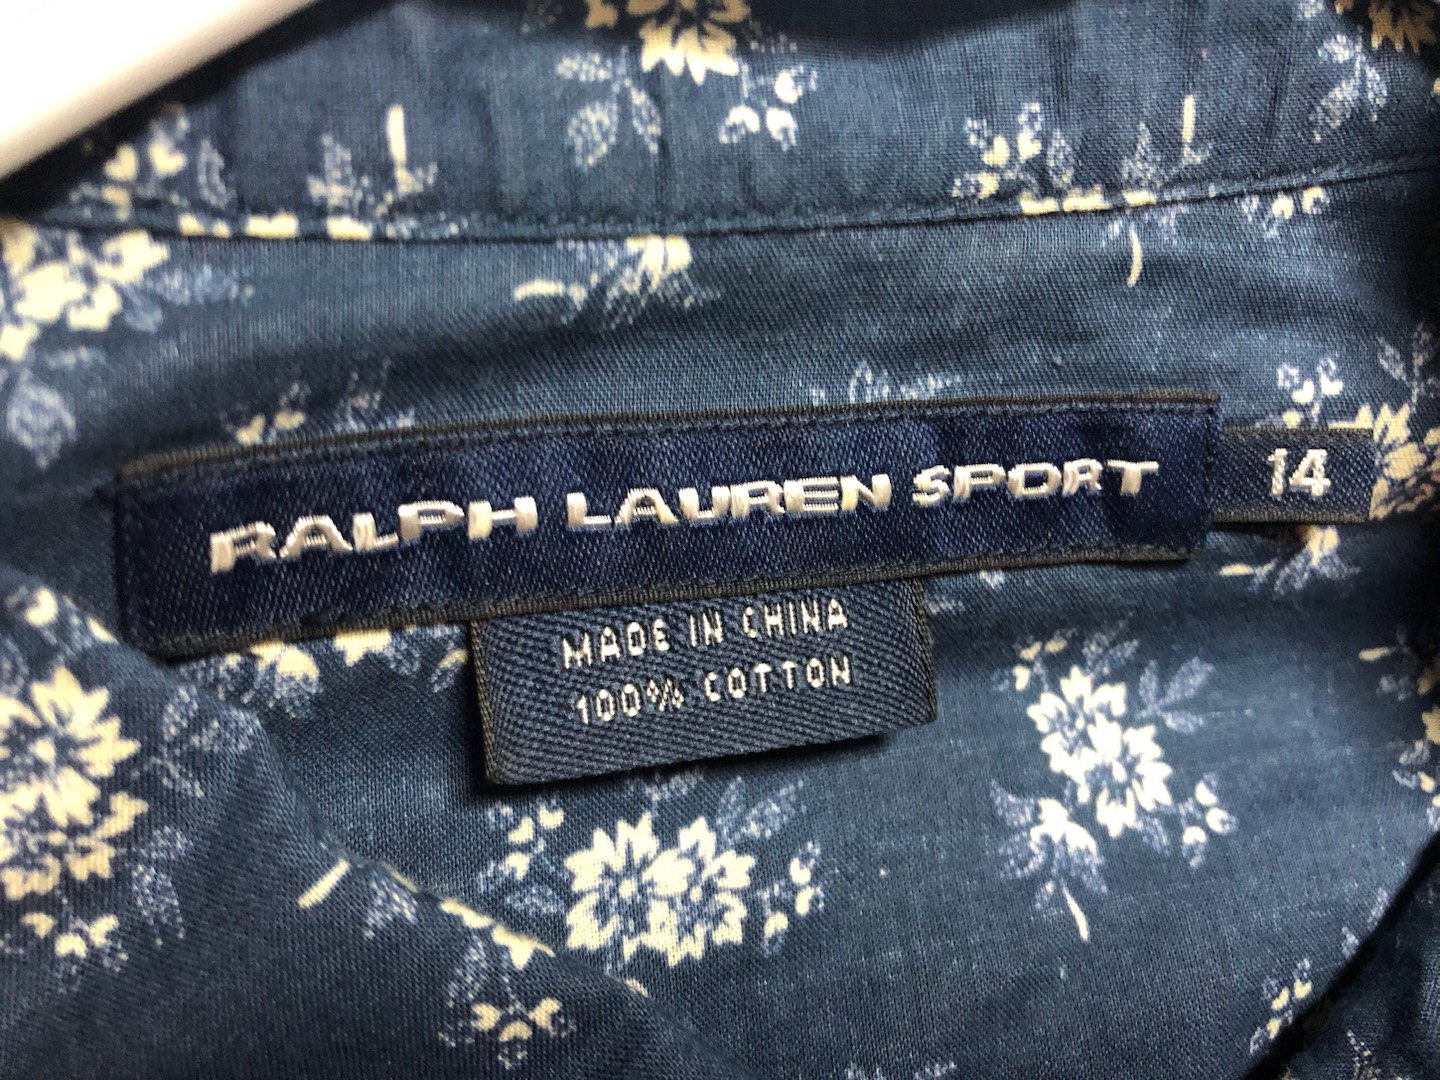 RALPH LAUREN SPORT
14
MADE IN CHINA
100% COTTON